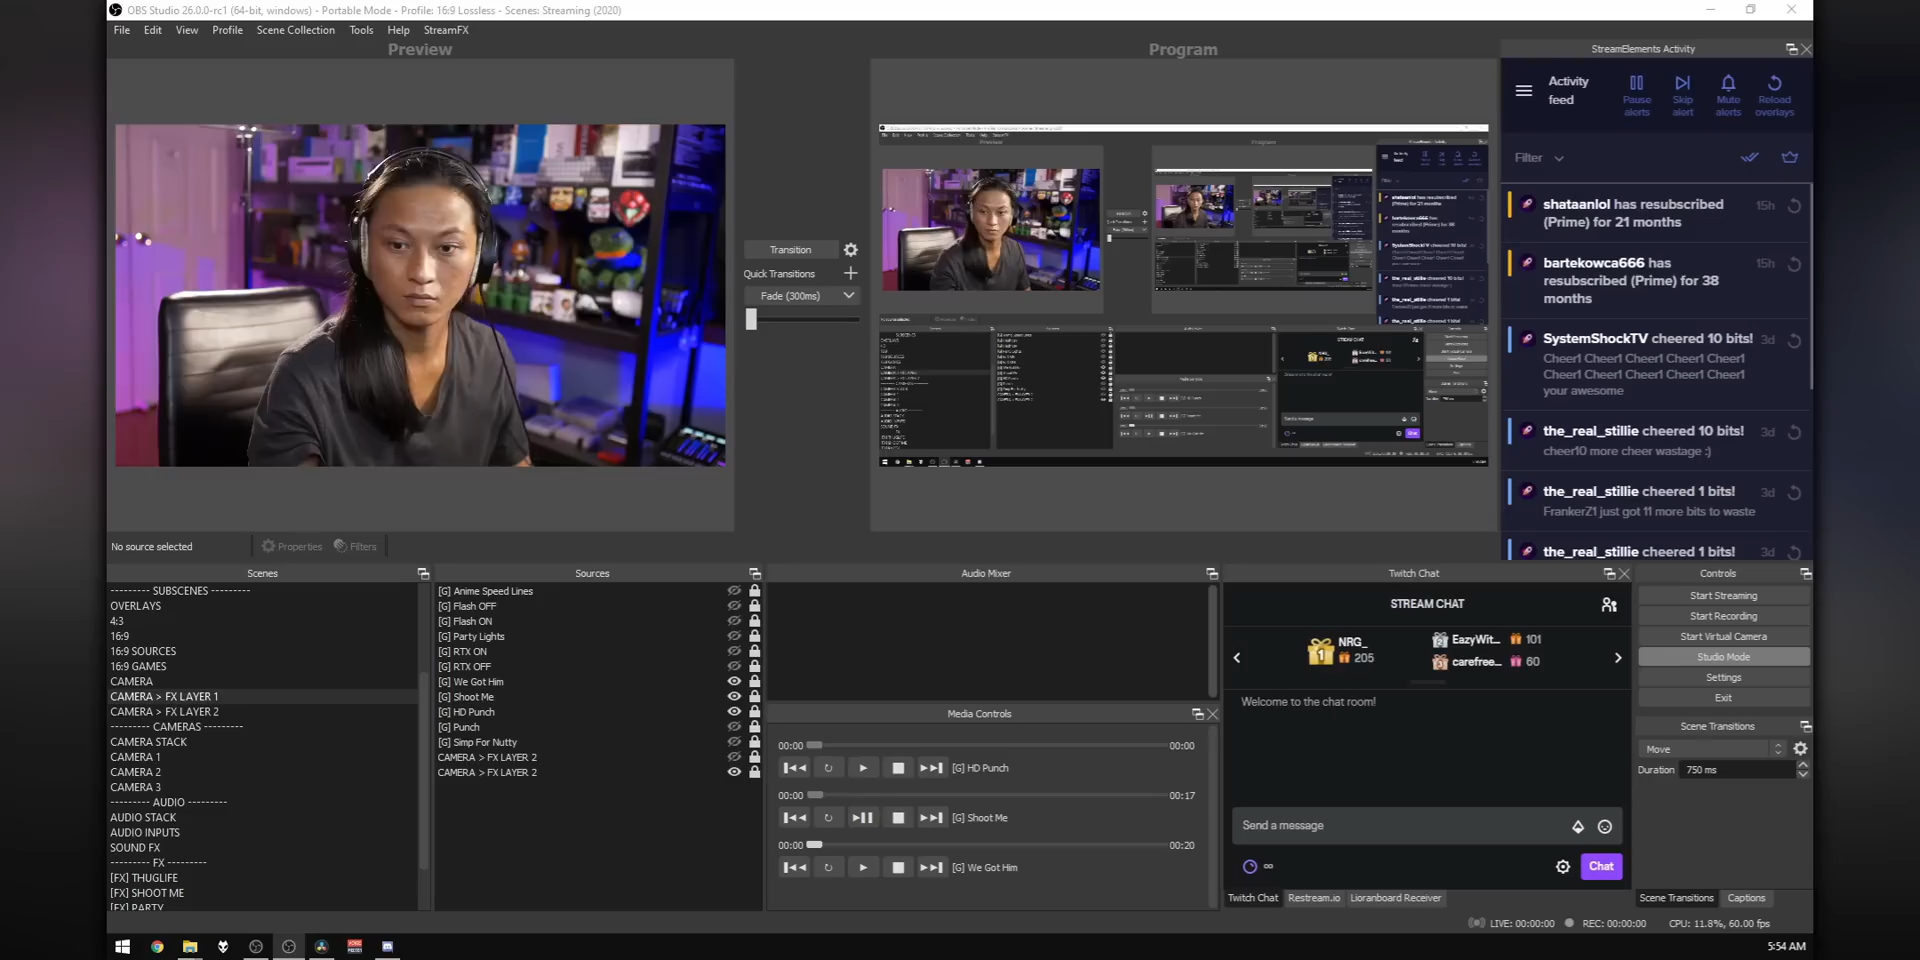 OBS Studio 26.0.0-rc1 (64-bit, windows) - Portable Mode - Profile: 16:9 Lossless - Scenes: Streaming (2020)
File Edit View Profile Scene Collection Tools Help StreamFX
Preview
Program
StreamElements Activity
Activity feed
Pause alerts
Skip alert
Mute alerts
Reload overlays
Filter
shataanlol has resubscribed
(Prime) for 21 months
15h
bartekowca666 has
resubscribed (Prime) for 38
months
15h
SystemShockTV cheered 10 bits!
3d
Cheer1 Cheer1 Cheer1 Cheer1 Cheer1
Cheer1 Cheer1 Cheer1 Cheer1 Cheer1
your awesome
the_real_stillie cheered 10 bits!
3d
cheer10 more cheer wastage :)
the_real_stillie cheered 1 bits!
3d
FrankerZ1 just got 11 more bits to waste
the_real_stillie cheered 1 bits!
3d
Transition
Quick Transitions
Fade (300ms)
No source selected
Properties
Filters
Scenes
--------- SUBSCENES ---------
OVERLAYS
4:3
16:9
16:9 SOURCES
16:9 GAMES
CAMERA
CAMERA > FX LAYER 1
CAMERA > FX LAYER 2
--------- CAMERAS ---------
CAMERA STACK
CAMERA 1
CAMERA 2
CAMERA 3
--------- AUDIO ---------
AUDIO STACK
AUDIO INPUTS
SOUND FX
--------- FX ---------
[FX] THUGLIFE
[FX] SHOOT ME
[FX] PARTY
Sources
[G] Anime Speed Lines
[G] Flash OFF
[G] Flash ON
[G] Party Lights
[G] RTX ON
[G] RTX OFF
[G] We Got Him
[G] Shoot Me
[G] HD Punch
[G] Punch
[G] Simp For Nutty
CAMERA > FX LAYER 2
CAMERA > FX LAYER 2
Audio Mixer
Media Controls
00:00 00:00
[G] HD Punch
00:00 00:17
[G] Shoot Me
00:00 00:20
[G] We Got Him
Twitch Chat
STREAM CHAT
1
NRG_
205
EazyWit... 101
carefree... 60
Welcome to the chat room!
Send a message
Chat
Twitch Chat Restream.io Lioranboard Receiver
Controls
Start Streaming
Start Recording
Start Virtual Camera
Studio Mode
Settings
Exit
Scene Transitions
Move
Duration 750 ms
Scene Transitions Captions
LIVE: 00:00:00 REC: 00:00:00 CPU: 11.8%, 60.00 fps
5:54 AM